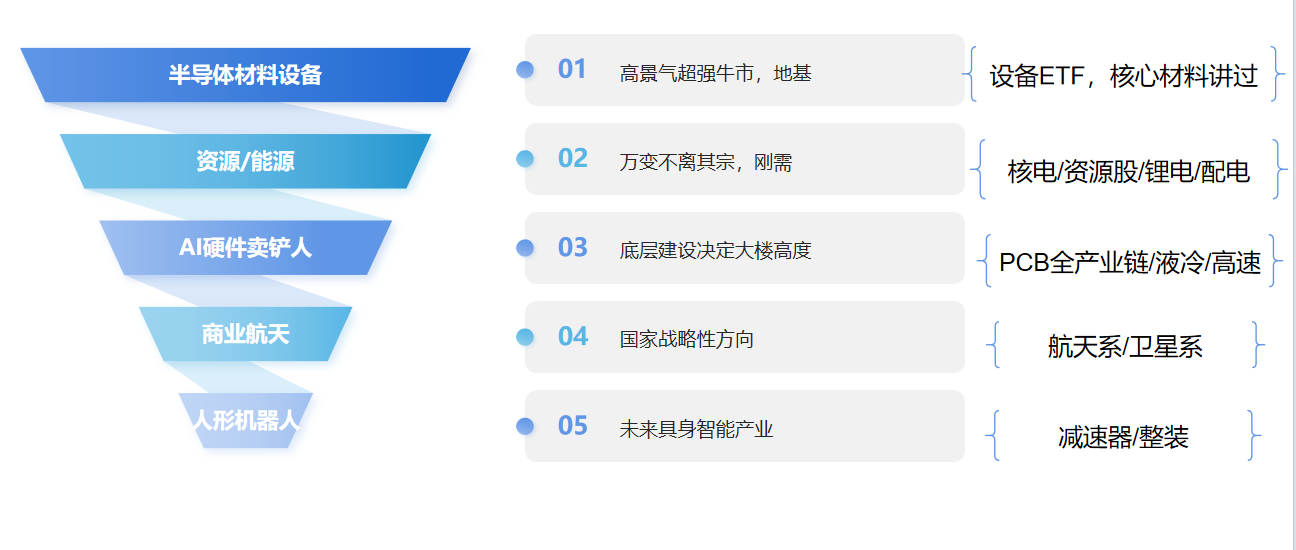 半导体材料设备
01
高景气超强牛市，地基
设备ETF，核心材料讲过
资源/能源
02
万变不离其宗，刚需
核电/资源股/锂电/配电
AI硬件卖铲人
03
底层建设决定大楼高度
PCB全产业链/液冷/高速
商业航天
04
国家战略性方向
航天系/卫星系
人形机器人
05
未来具身智能产业
减速器/整装